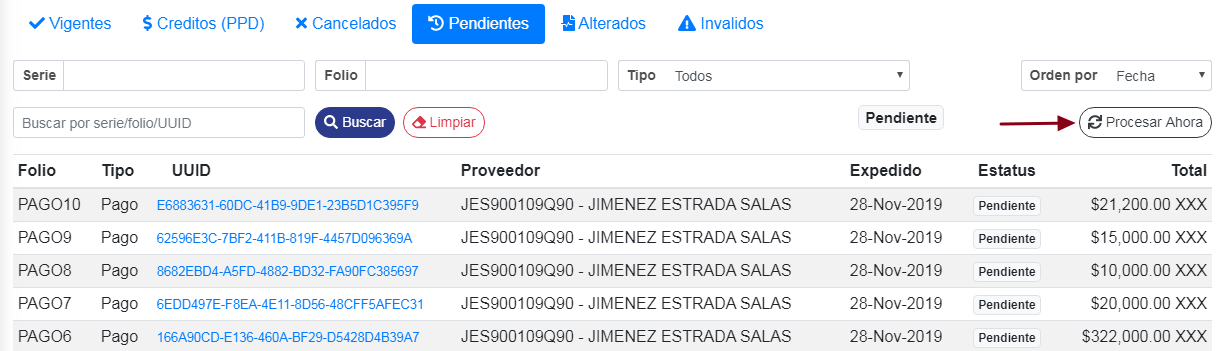 Vigentes Creditos (PPD) Cancelados Pendientes Alterados Invalidos
Serie Folio Tipo Todos Orden por Fecha
Buscar por serie/folio/UUID Buscar Limpiar Pendiente Procesar Ahora
Folio Tipo UUID Proveedor Expedido Estatus Total
PAGO10 Pago E6883631-60DC-41B9-9DE1-23B5D1C395F9 JES900109Q90 - JIMENEZ ESTRADA SALAS 28-Nov-2019 Pendiente $21,200.00 XXX
PAGO9 Pago 62596E3C-7BF2-411B-819F-4457D096369A JES900109Q90 - JIMENEZ ESTRADA SALAS 28-Nov-2019 Pendiente $15,000.00 XXX
PAGO8 Pago 8682EBD4-A5FD-4882-BD32-FA90FC385697 JES900109Q90 - JIMENEZ ESTRADA SALAS 28-Nov-2019 Pendiente $10,000.00 XXX
PAGO7 Pago 6EDD497E-F8EA-4E11-8D56-48CFF5AFEC31 JES900109Q90 - JIMENEZ ESTRADA SALAS 28-Nov-2019 Pendiente $20,000.00 XXX
PAGO6 Pago 166A90CD-E136-460A-BF29-D5428D4B39A7 JES900109Q90 - JIMENEZ ESTRADA SALAS 28-Nov-2019 Pendiente $322,000.00 XXX